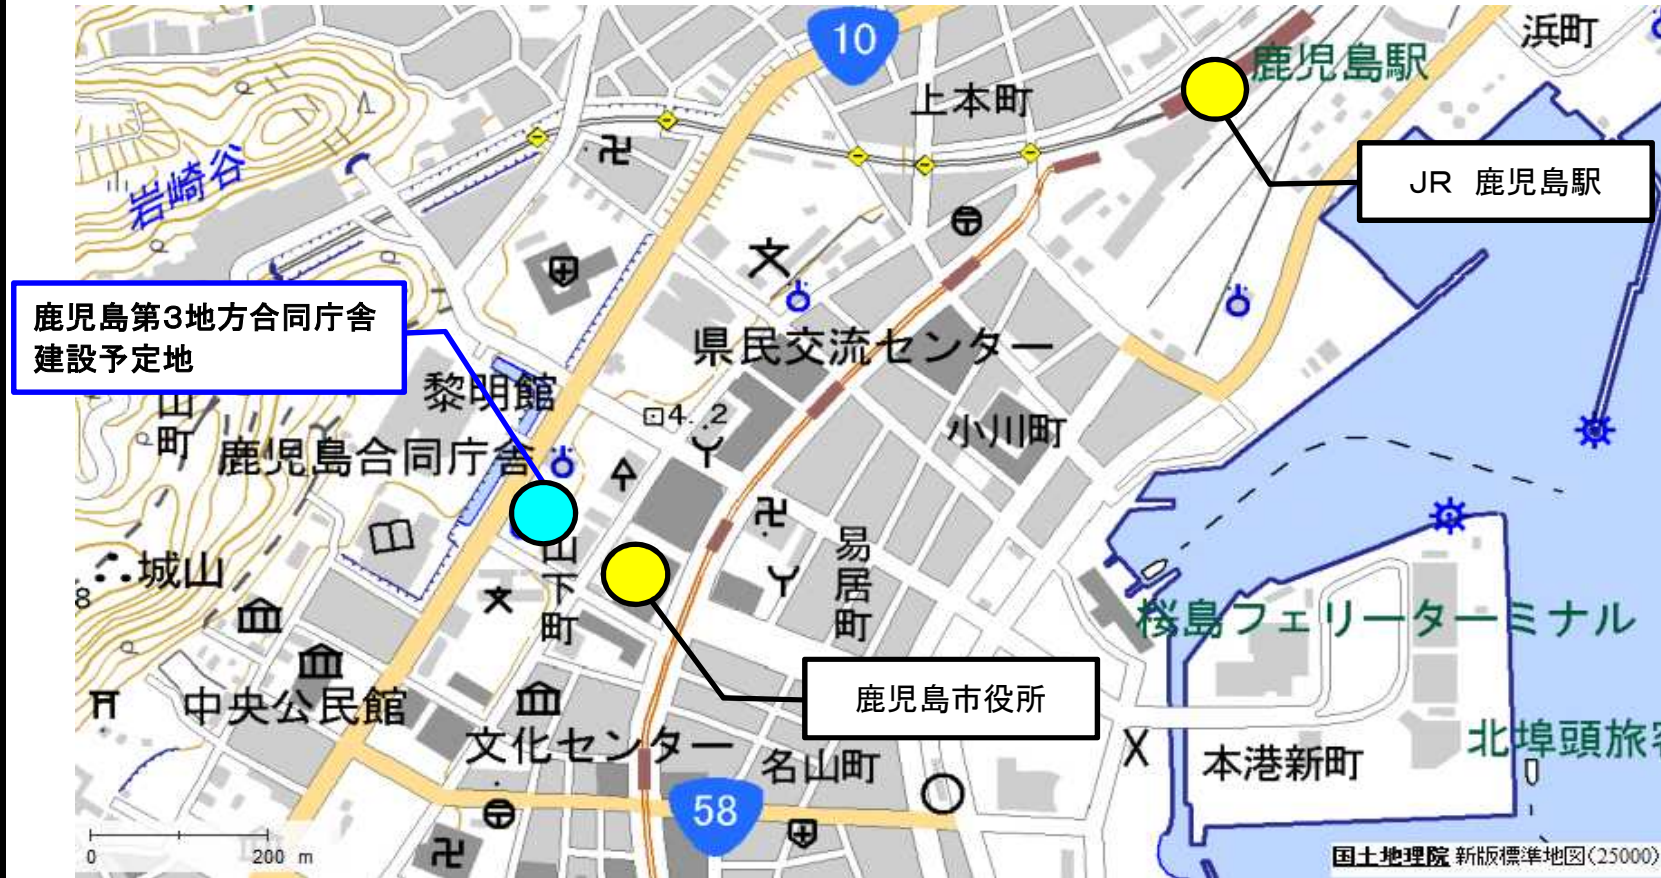 10
浜町
鹿児島駅
上本町
JR 鹿児島駅
岩崎谷
鹿児島第3地方合同庁舎
建設予定地
県民交流センター
黎明館
山町
4.2
小川町
鹿児島合同庁舎
城山
8
山下町
易居町
桜島フェリーターミナル
鹿児島市役所
中央公民館
文化センター
名山町
本港新町
北埠頭旅
58
0
200 m
国土地理院 新版標準地図(25000)